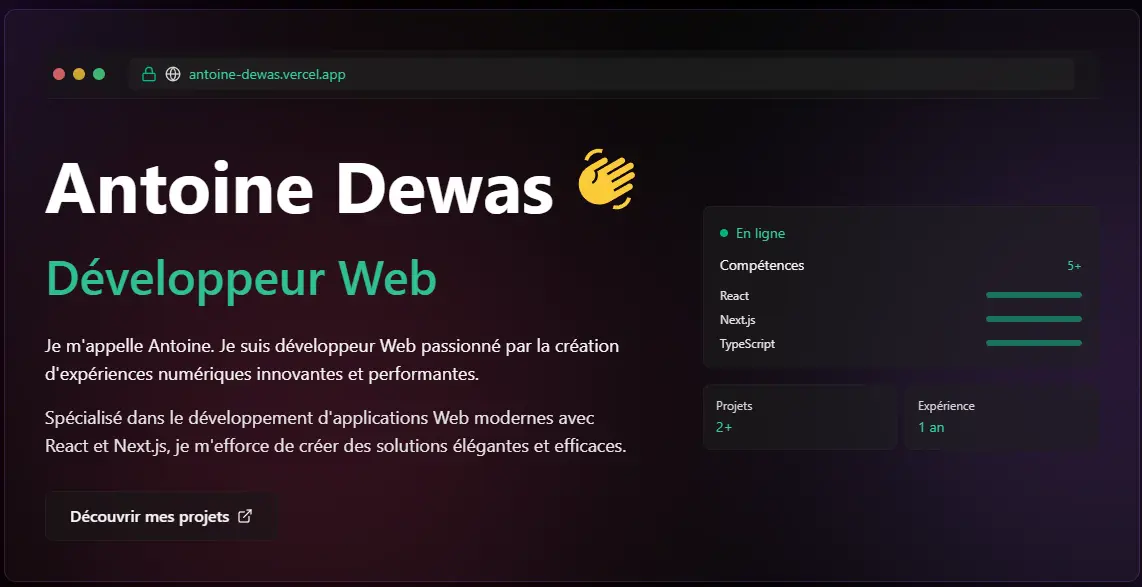 antoine-dewas.vercel.app
Antoine Dewas 👋
Développeur Web
Je m'appelle Antoine. Je suis développeur Web passionné par la création
d'expériences numériques innovantes et performantes.
Spécialisé dans le développement d'applications Web modernes avec
React et Next.js, je m'efforce de créer des solutions élégantes et efficaces.
Découvrir mes projets
En ligne
Compétences 5+
React
Next.js
TypeScript
Projets
2+
Expérience
1 an